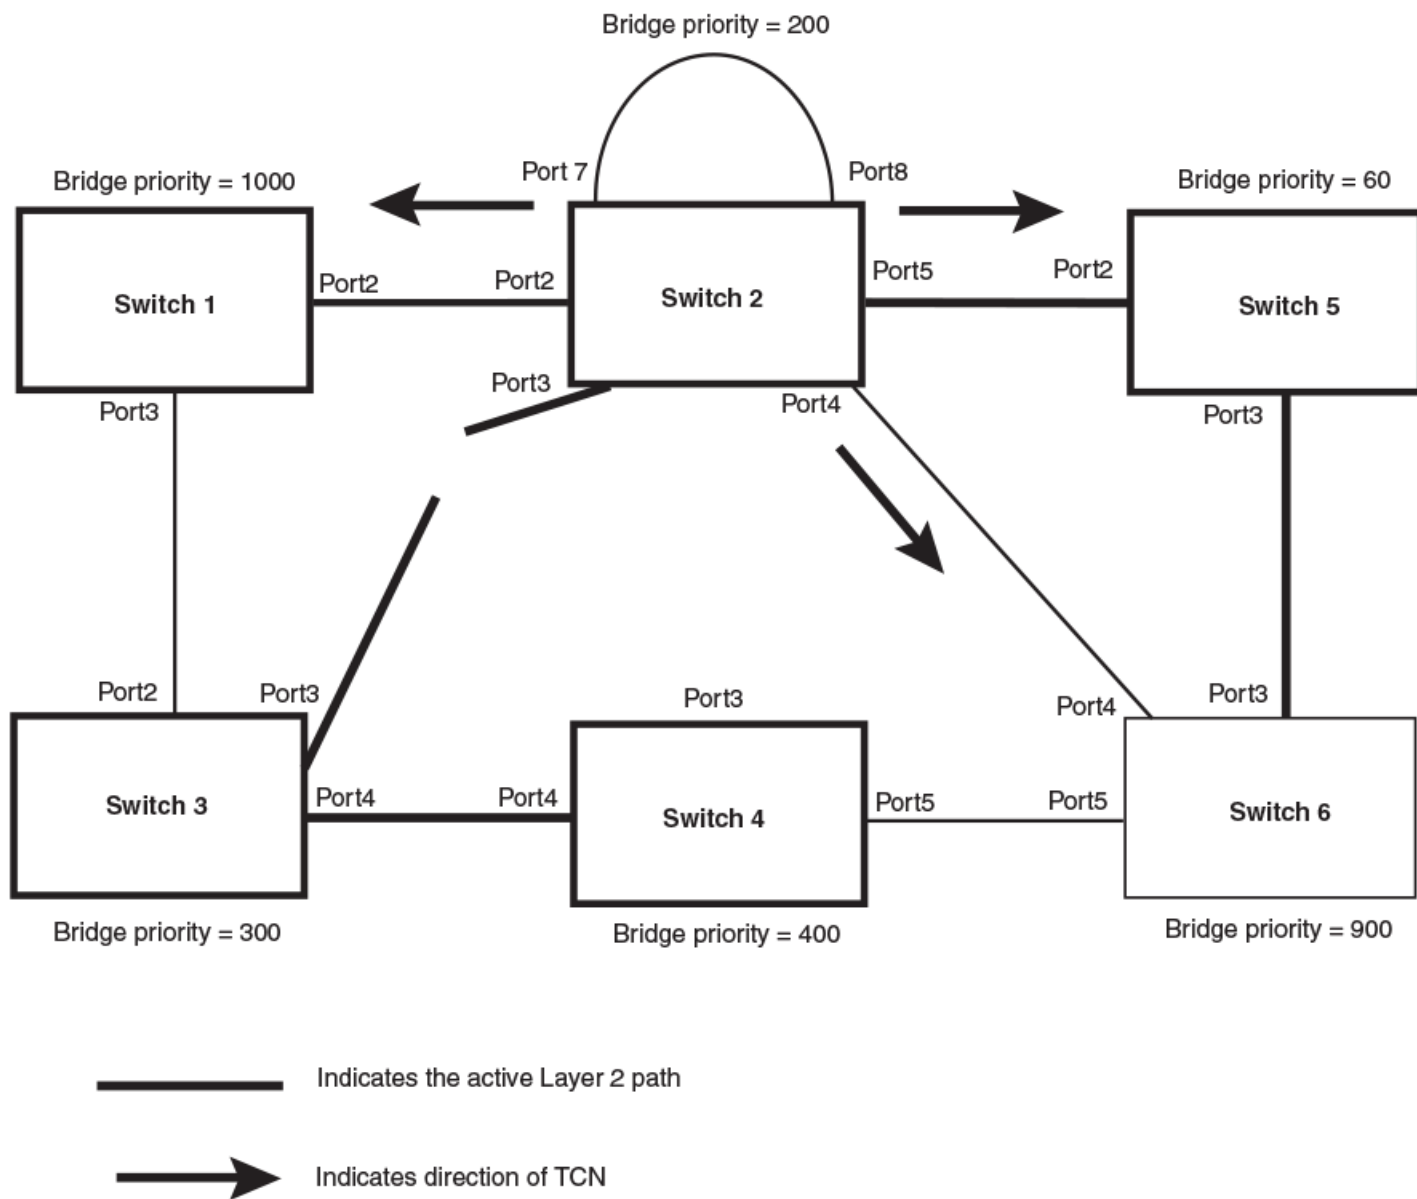 Bridge priority = 200
Port 7
Port8
Bridge priority = 1000
Bridge priority = 60
Switch 1
Port2
Port2
Switch 2
Port5
Port2
Switch 5
Port3
Port3
Port4
Port3
Port2
Port3
Port3
Port4
Port3
Switch 3
Port4
Port4
Switch 4
Port5
Port5
Switch 6
Bridge priority = 300
Bridge priority = 400
Bridge priority = 900
Indicates the active Layer 2 path
Indicates direction of TCN